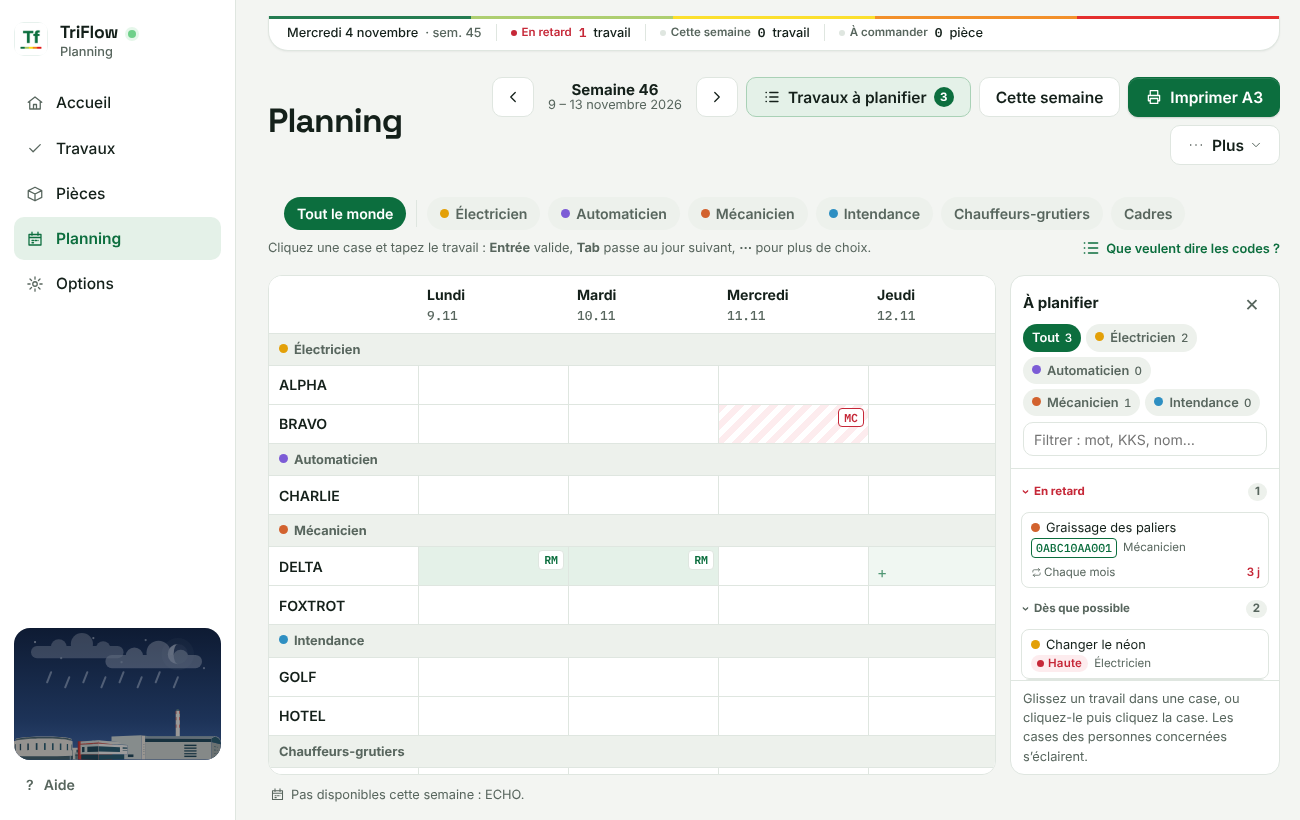 Tf
TriFlow
Planning
Accueil
Travaux
Pièces
Planning
Options
? Aide
Mercredi 4 novembre · sem. 45
En retard 1 travail
Cette semaine 0 travail
À commander 0 pièce
Planning
Semaine 46
9 – 13 novembre 2026
Travaux à planifier 3
Cette semaine
Imprimer A3
··· Plus
Tout le monde
Électricien
Automaticien
Mécanicien
Intendance
Chauffeurs-grutiers
Cadres
Cliquez une case et tapez le travail : Entrée valide, Tab passe au jour suivant, ··· pour plus de choix.
Que veulent dire les codes ?
Lundi
9.11
Mardi
10.11
Mercredi
11.11
Jeudi
12.11
Électricien
ALPHA
BRAVO
MC
Automaticien
CHARLIE
Mécanicien
DELTA
RM
RM
+
FOXTROT
Intendance
GOLF
HOTEL
Chauffeurs-grutiers
Pas disponibles cette semaine : ECHO.
À planifier
Tout 3
Électricien 2
Automaticien 0
Mécanicien 1
Intendance 0
Filtrer : mot, KKS, nom...
En retard 1
Graissage des paliers
0ABC10AA001 Mécanicien
Chaque mois 3 j
Dès que possible 2
Changer le néon
Haute Électricien
Glissez un travail dans une case, ou
cliquez-le puis cliquez la case. Les
cases des personnes concernées
s’éclairent.